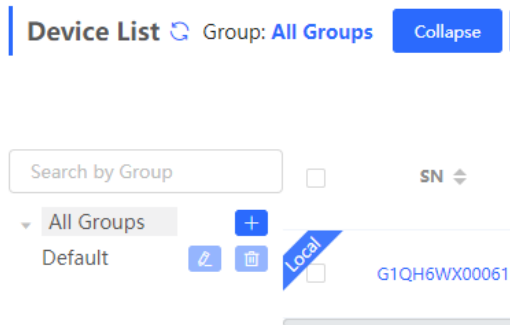 Device List Group: All Groups Collapse
Search by Group
SN
All Groups
Default
Local
G1QH6WX00061